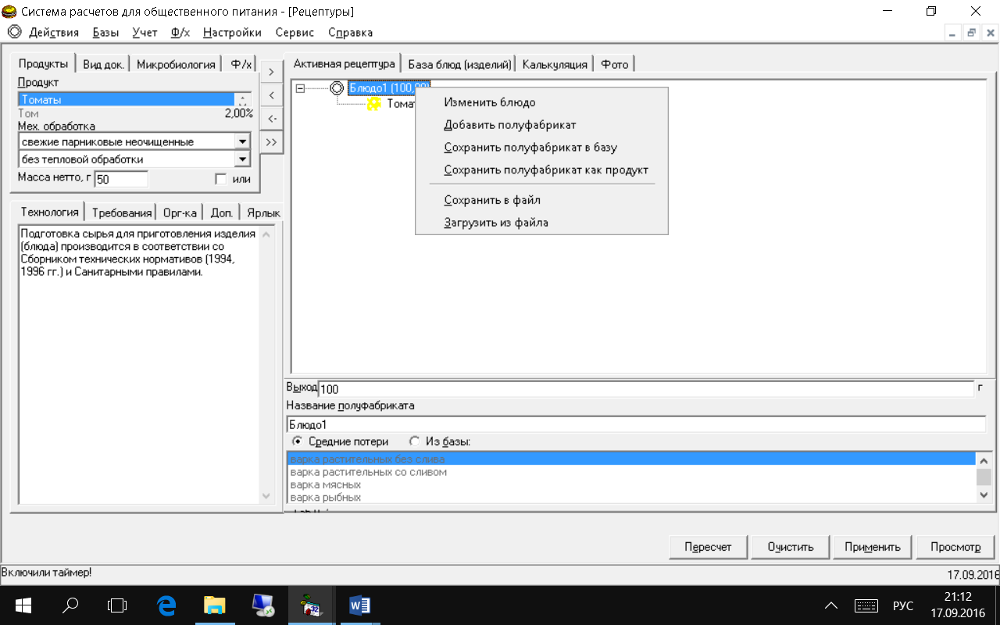 Система расчетов для общественного питания - [Рецептуры]
Действия Базы Учет Ф/х Настройки Сервис Справка
Продукты Вид док. Микробиология Ф/х
Продукт
Томаты
Том 2,00%
Мех. обработка
свежие парниковые неочищенные
без тепловой обработки
Масса нетто, г 50 или
>
<
<-
>>
Технология Требования Орг-ка Доп. Ярлык
Подготовка сырья для приготовления изделия
(блюда) производится в соответствии со
Сборником технических нормативов (1994,
1996 гг.) и Санитарными правилами.
Активная рецептура База блюд (изделий) Калькуляция Фото
Блюдо1 (100,00)
Томат
Изменить блюдо
Добавить полуфабрикат
Сохранить полуфабрикат в базу
Сохранить полуфабрикат как продукт
Сохранить в файл
Загрузить из файла
Выход 100 г
Название полуфабриката
Блюдо1
Средние потери Из базы:
варка растительных без слива
варка растительных со сливом
варка мясных
варка рыбных
Пересчет Очистить Применить Просмотр
Включили таймер! 17.09.2016
РУС
21:12
17.09.2016